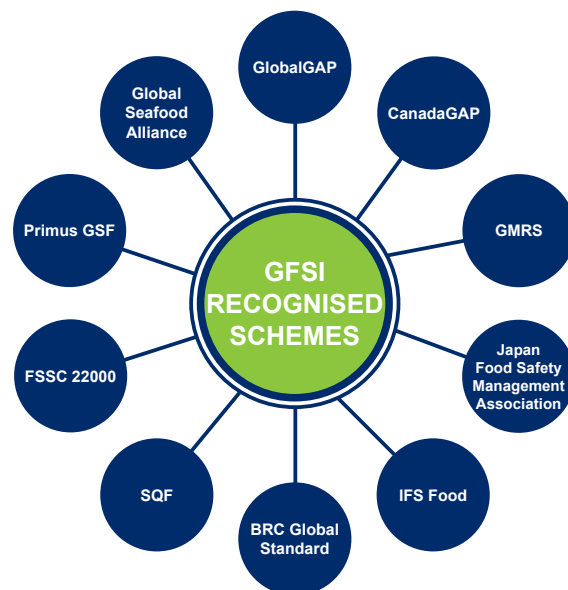 GlobalGAP
Global
Seafood
Alliance
CanadaGAP
Primus GSF
GMRS
GFSI
RECOGNISED
SCHEMES
FSSC 22000
Japan
Food Safety
Management
Association
SQF
IFS Food
BRC Global
Standard